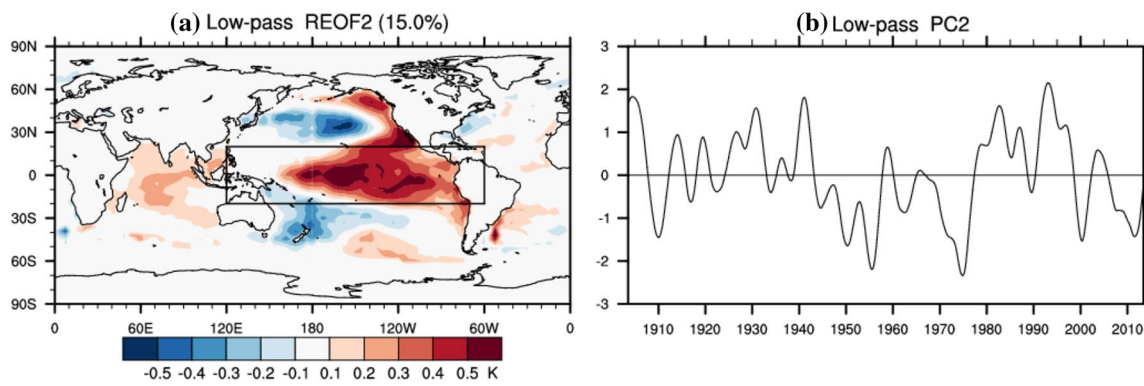 (a) Low-pass REOF2 (15.0%)
90N
60N
30N
0
30S
60S
90S
0 60E 120E 180 120W 60W 0
-0.5 -0.4 -0.3 -0.2 -0.1 0.1 0.2 0.3 0.4 0.5 K
(b) Low-pass PC2
3
2
1
0
-1
-2
-3
1910 1920 1930 1940 1950 1965 1970 1980 1990 2000 2010